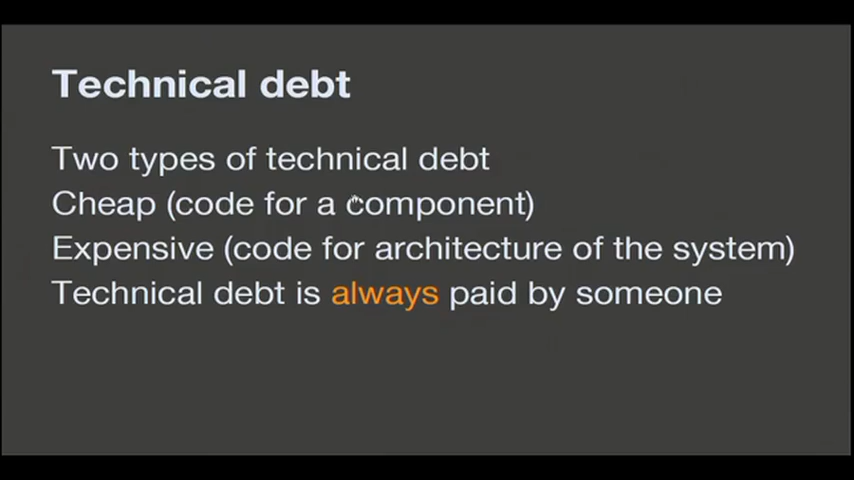 Technical debt
Two types of technical debt
Cheap (code for a component)
Expensive (code for architecture of the system)
Technical debt is always paid by someone